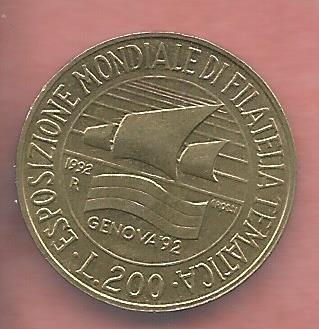 ESPOSIZIONE MONDIALE DI FILATELIA TEMATICA
1992
R
GENOVA '92
· L.200 ·